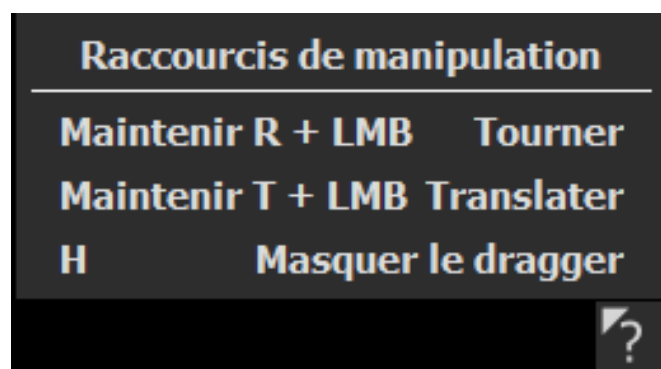 Raccourcis de manipulation
Maintenir R + LMB Tourner
Maintenir T + LMB Translater
H Masquer le dragger
?